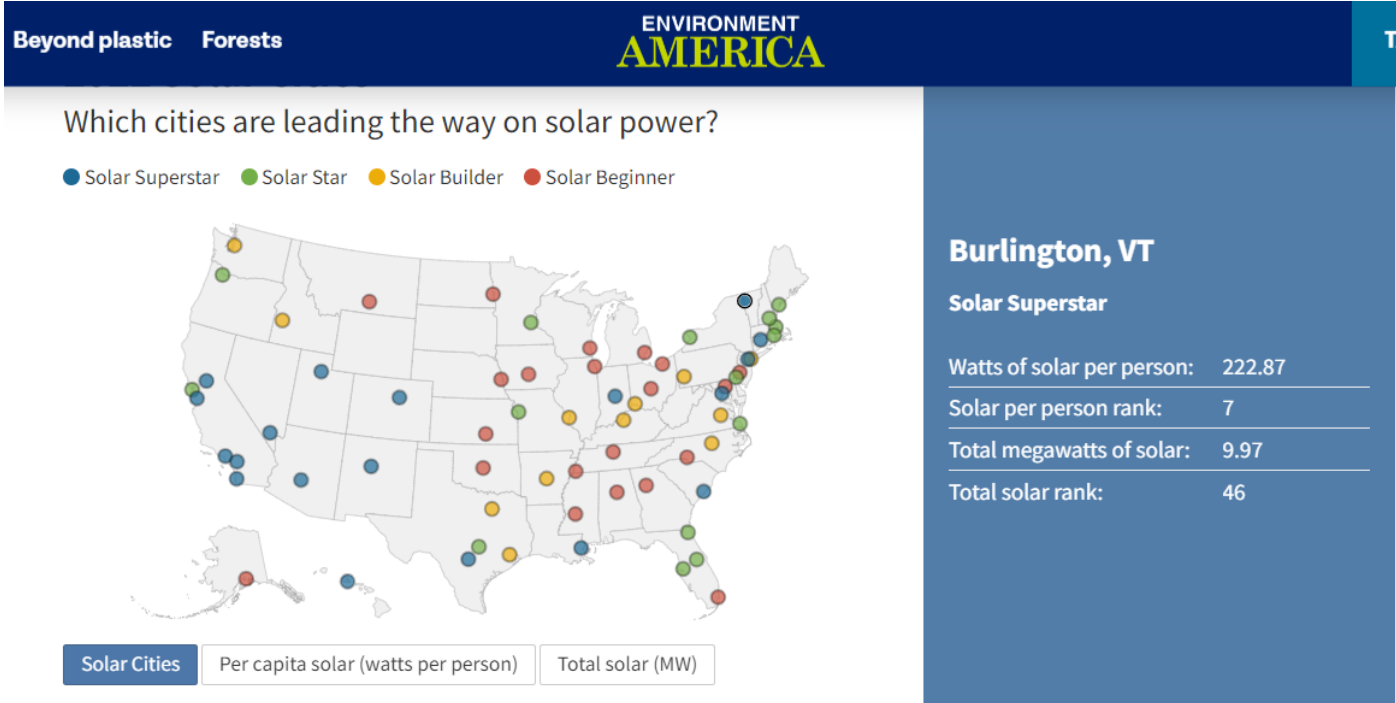 Beyond plastic Forests
ENVIRONMENT
AMERICA
T
Which cities are leading the way on solar power?
Solar Superstar Solar Star Solar Builder Solar Beginner
Burlington, VT
Solar Superstar
Watts of solar per person: 222.87
Solar per person rank: 7
Total megawatts of solar: 9.97
Total solar rank: 46
Solar Cities Per capita solar (watts per person) Total solar (MW)